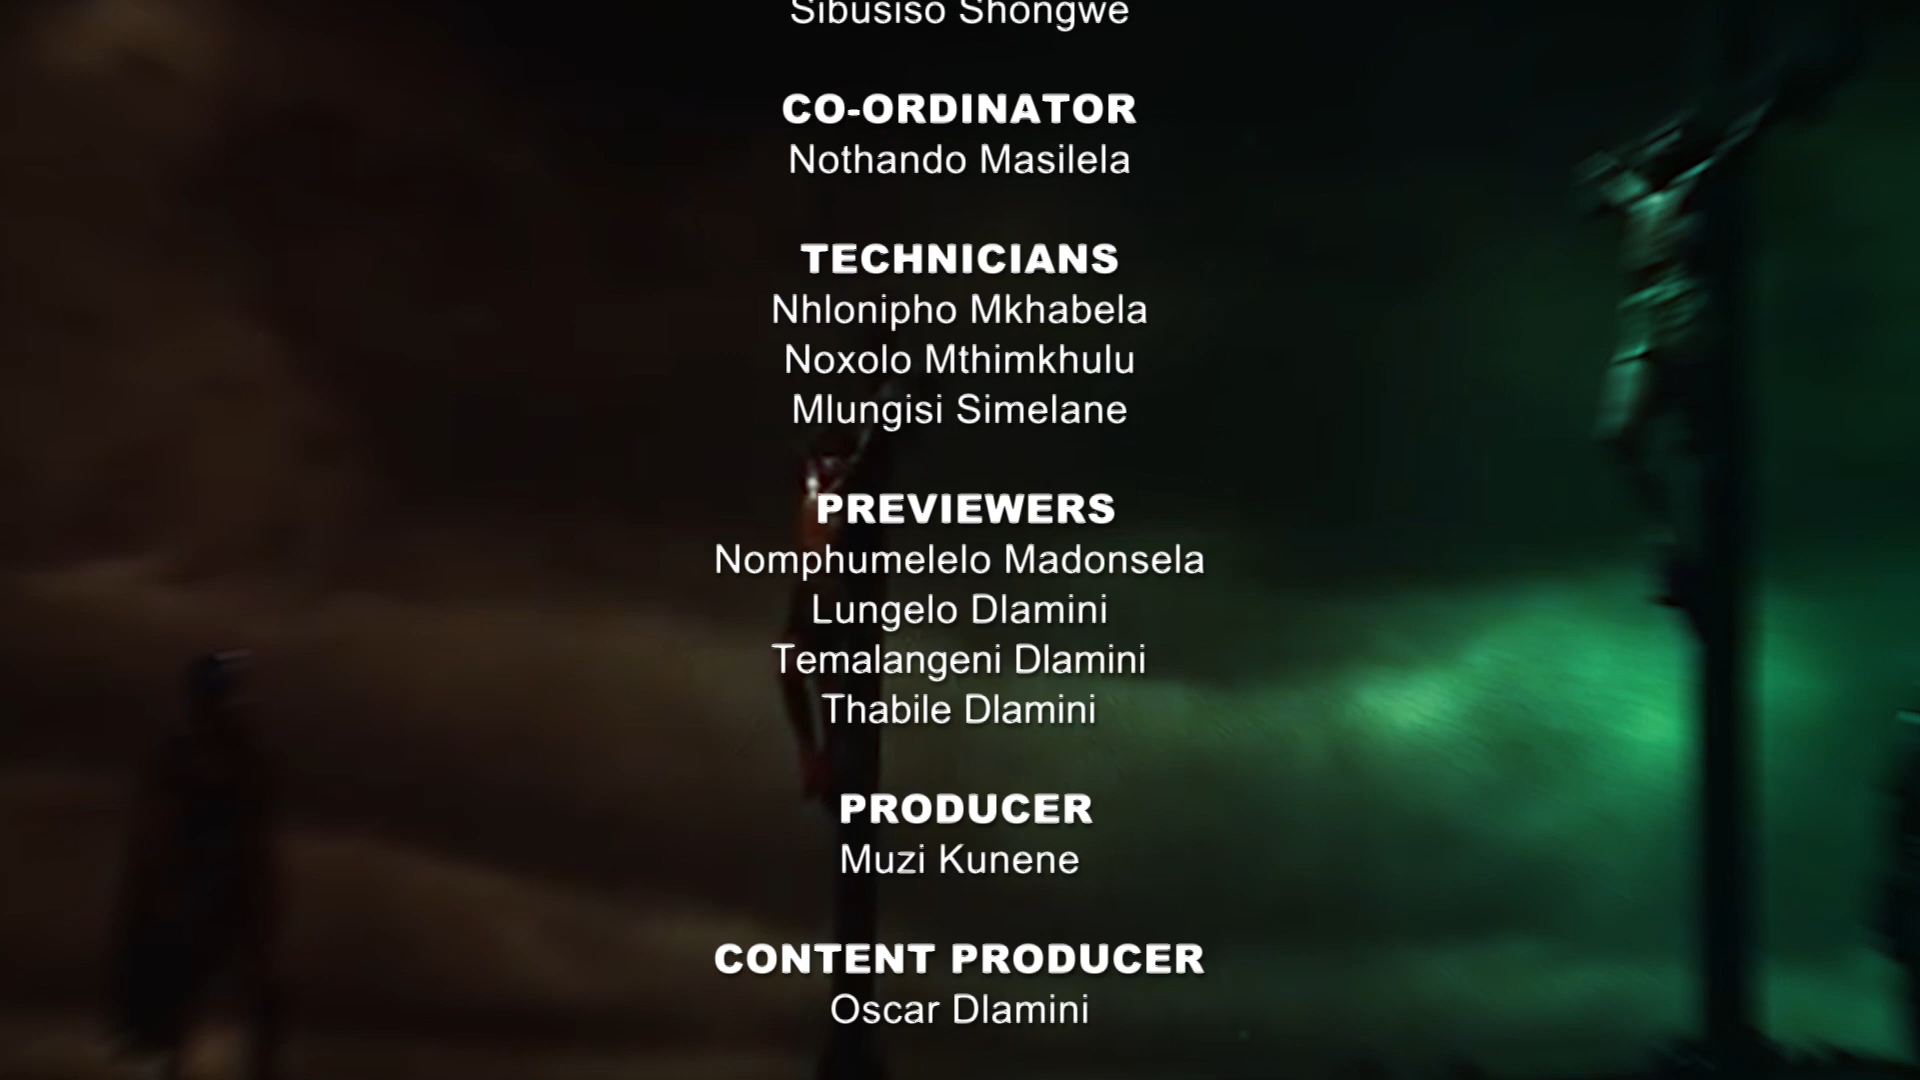 Sibusiso Shongwe
CO-ORDINATOR
Nothando Masilela
TECHNICIANS
Nhlonipho Mkhabela
Noxolo Mthimkhulu
Mlungisi Simelane
PREVIEWERS
Nomphumelelo Madonsela
Lungelo Dlamini
Temalangeni Dlamini
Thabile Dlamini
PRODUCER
Muzi Kunene
CONTENT PRODUCER
Oscar Dlamini